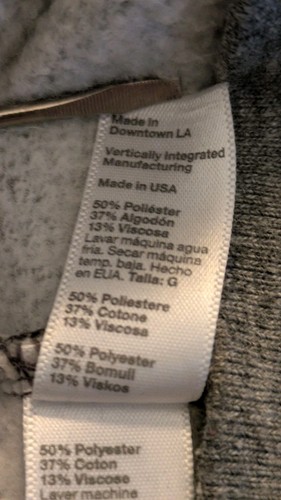 Made in
Downtown LA
Vertically Integrated
Manufacturing
Made in USA
50% Poliéster
37% Algodón
13% Viscosa
Lavar máquina agua
fría. Secar máquina
temp. baja. Hecho
en EUA. Talla: G
50% Poliestere
37% Cotone
13% Viscosa
50% Polyester
37% Bomull
13% Viskos
50% Polyester
37% Coton
13% Viscose
Laver machine